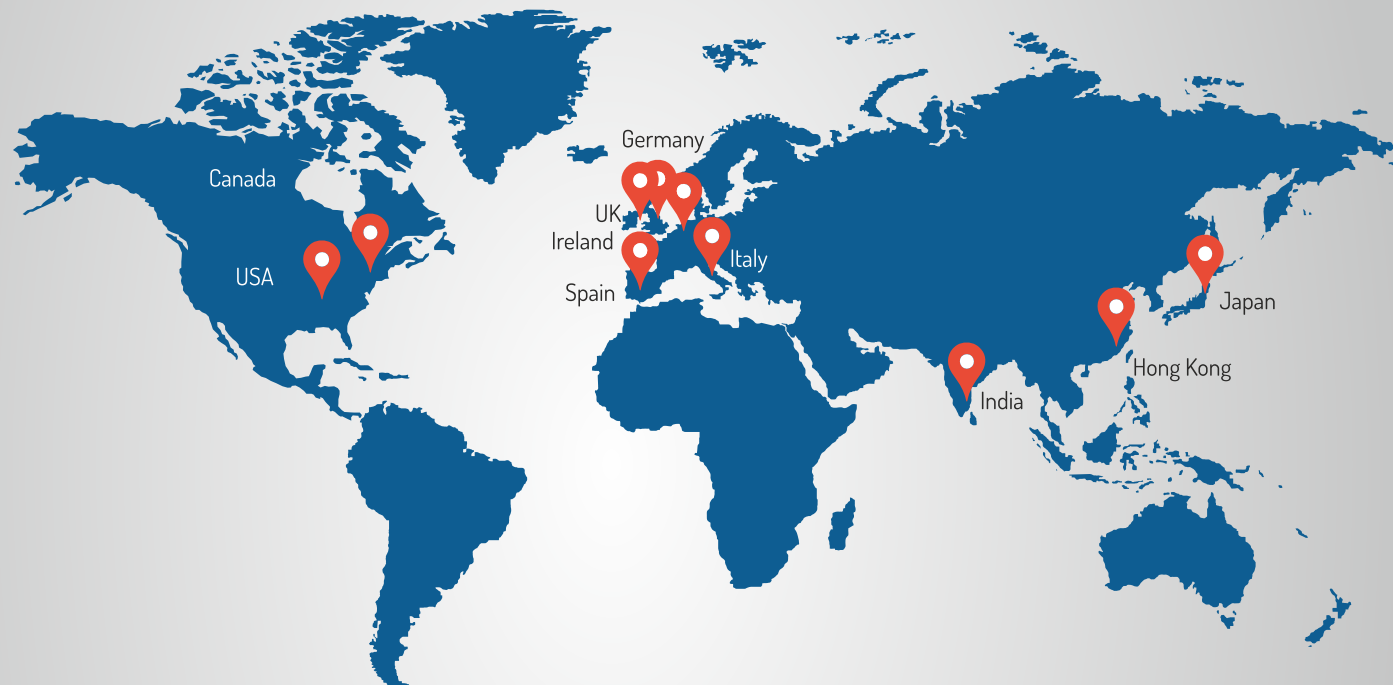 Germany
Canada
UK
Ireland
Italy
USA
Spain
Japan
Hong Kong
India